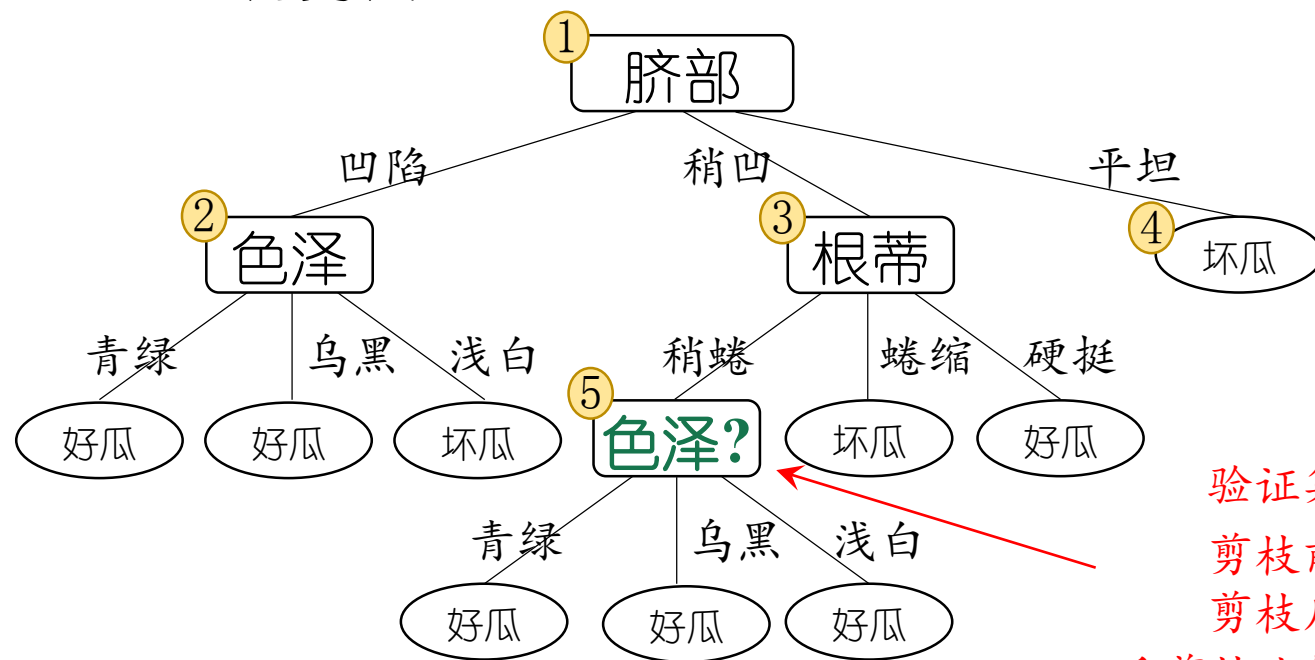 ①
脐部
凹陷
稍凹
平坦
②
色泽
③
根蒂
④
坏瓜
青绿
乌黑
浅白
稍蜷
蜷缩
硬挺
好瓜
好瓜
坏瓜
⑤
色泽?
坏瓜
好瓜
验证
剪枝
剪枝
青绿
乌黑
浅白
好瓜
好瓜
好瓜